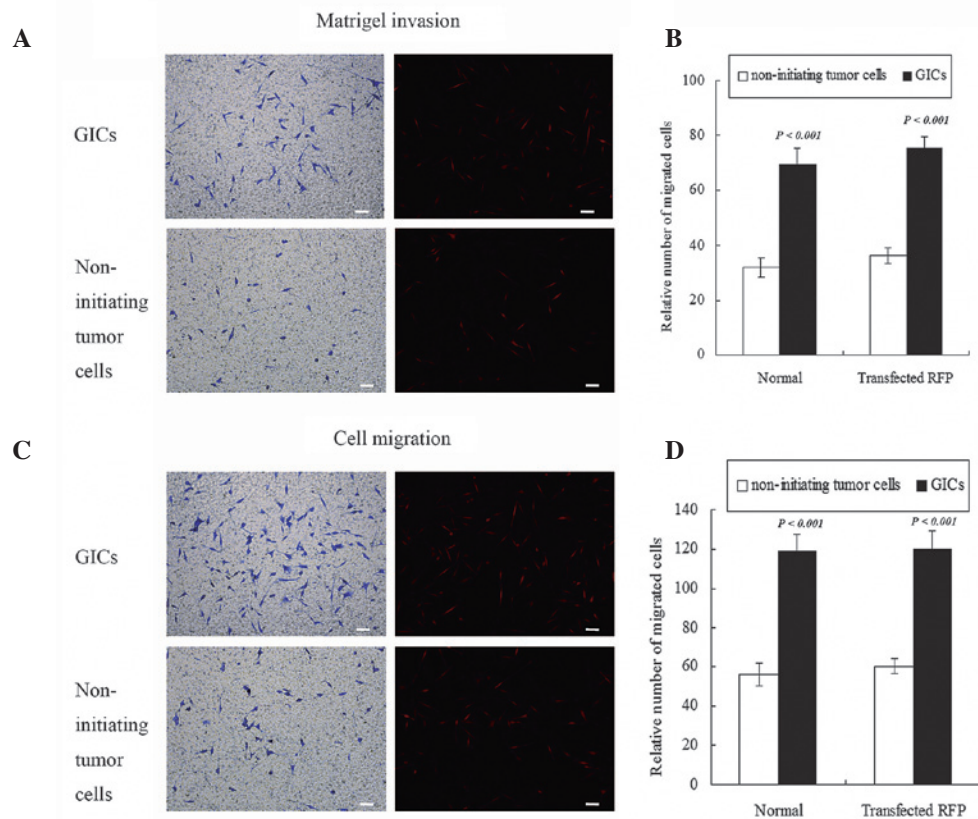 A
Matrigel invasion
GICs
Non-
initiating
tumor
cells
B
non-initiating tumor cells GICs
Relative number of migrated cells
100
80
60
40
20
0
P < 0.001
P < 0.001
Normal
Transfected RFP
C
Cell migration
GICs
Non-
initiating
tumor
cells
D
non-initiating tumor cells GICs
Relative number of migrated cells
140
120
100
80
60
40
20
0
P < 0.001
P < 0.001
Normal
Transfected RFP